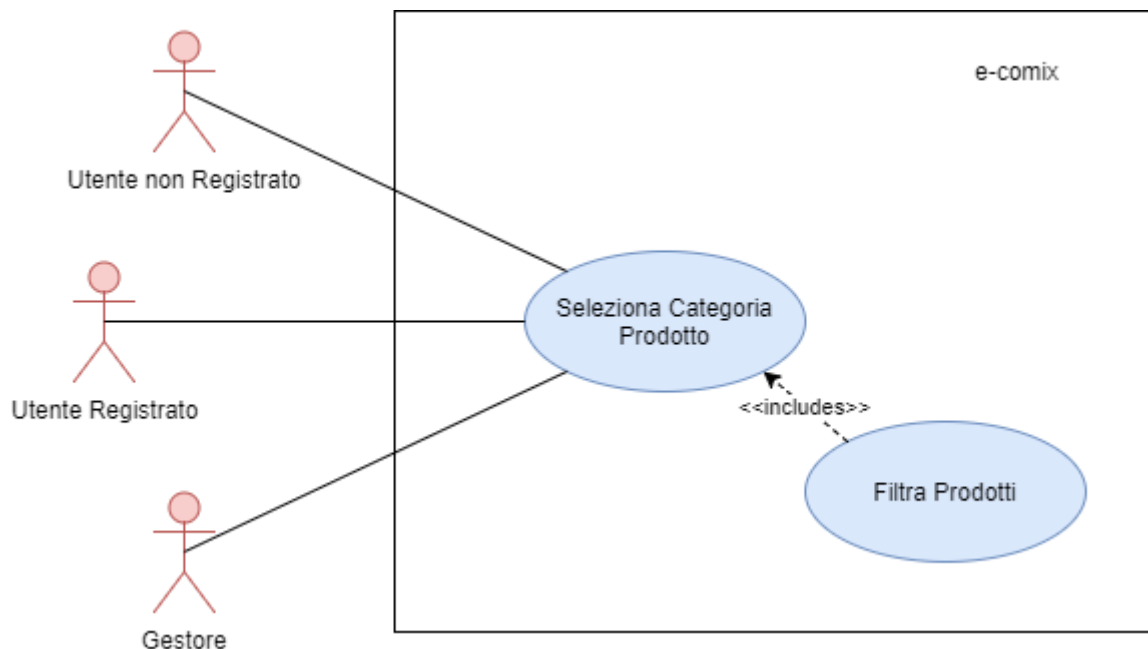 e-comix
Utente non Registrato
Seleziona Categoria
Prodotto
Utente Registrato
<<includes>>
Filtra Prodotti
Gestore